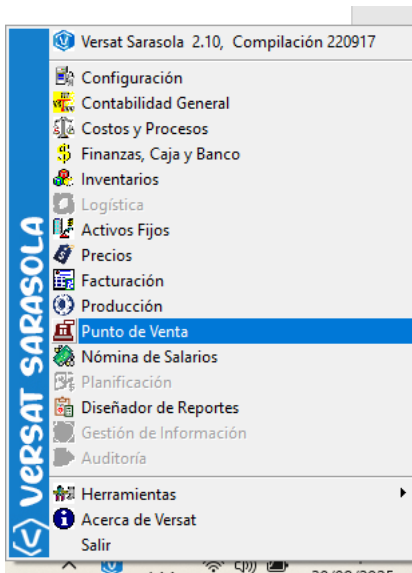 Versat Sarasola 2.10, Compilación 220917
Configuración
Contabilidad General
Costos y Procesos
Finanzas, Caja y Banco
Inventarios
Logística
Activos Fijos
Precios
Facturación
Producción
Punto de Venta
Nómina de Salarios
Planificación
Diseñador de Reportes
Gestión de Información
Auditoría
Herramientas
Acerca de Versat
Salir
VERSAT SARASOLA